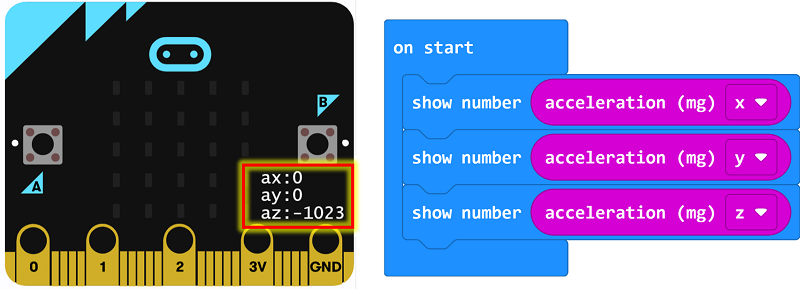 B
A
ax:0
ay:0
az:-1023
0 1 2 3V GND
on start
show number acceleration (mg) x
show number acceleration (mg) y
show number acceleration (mg) z